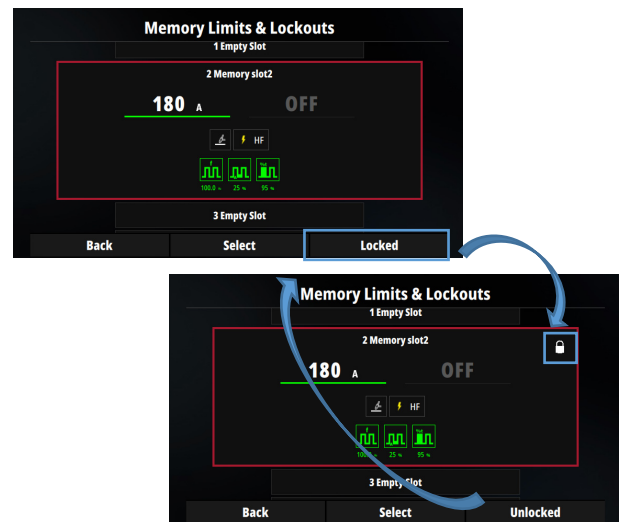 Memory Limits & Lockouts
1 Empty Slot
2 Memory slot2
180 A OFF
HF
100.0 25 % 95 %
3 Empty Slot
Back Select Locked
Memory Limits & Lockouts
1 Empty Slot
2 Memory slot2
180 A OFF
HF
25 % 95 %
3 Empty Slot
Back Select Unlocked